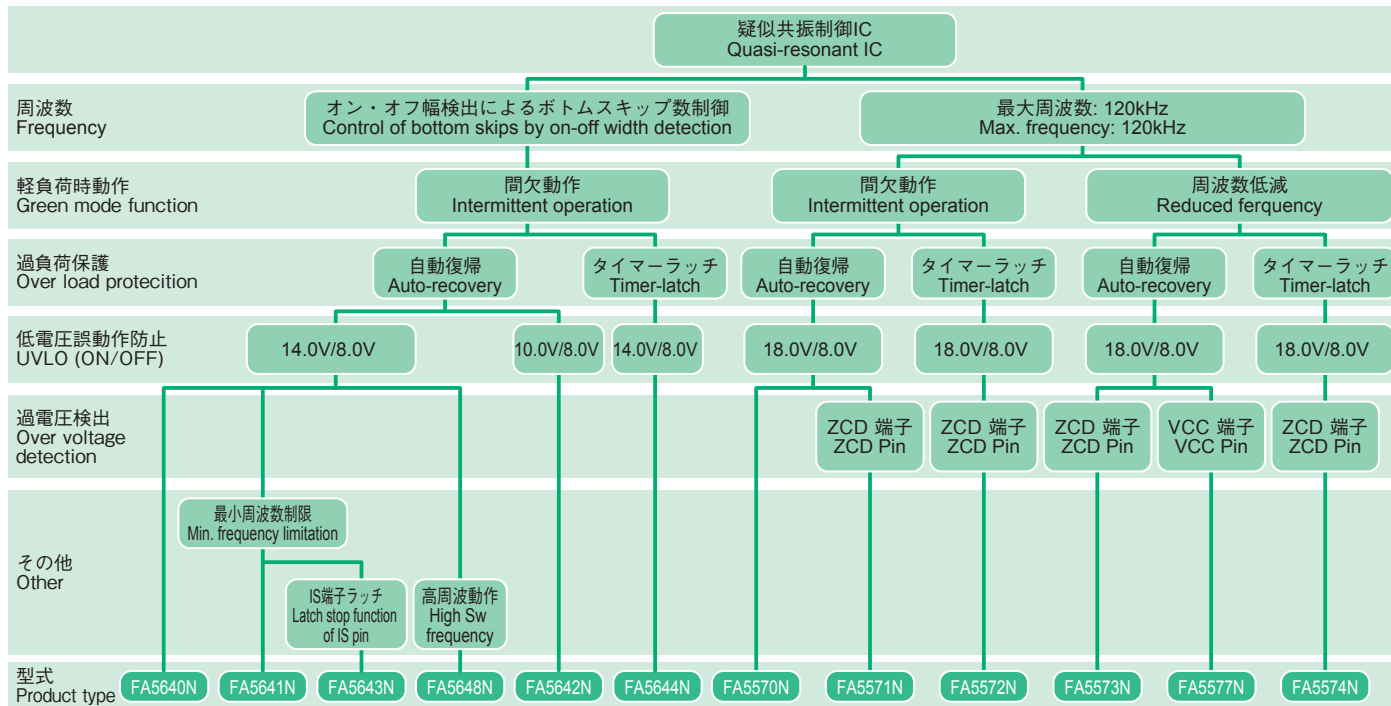 疑似共振制御IC
Quasi-resonant IC
周波数
Frequency
オン・オフ幅検出によるボトムスキップ数制御
Control of bottom skips by on-off width detection
最大周波数: 120kHz
Max. frequency: 120kHz
軽負荷時動作
Green mode function
間欠動作
Intermittent operation
間欠動作
Intermittent operation
周波数低減
Reduced ferquency
過負荷保護
Over load protecition
自動復帰
Auto-recovery
タイマーラッチ
Timer-latch
自動復帰
Auto-recovery
タイマーラッチ
Timer-latch
自動復帰
Auto-recovery
タイマーラッチ
Timer-latch
低電圧誤動作防止
UVLO (ON/OFF)
14.0V/8.0V
10.0V/8.0V
14.0V/8.0V
18.0V/8.0V
18.0V/8.0V
18.0V/8.0V
18.0V/8.0V
過電圧検出
Over voltage
detection
ZCD 端子
ZCD Pin
ZCD 端子
ZCD Pin
ZCD 端子
ZCD Pin
VCC 端子
VCC Pin
ZCD 端子
ZCD Pin
その他
Other
最小周波数制限
Min. frequency limitation
IS端子ラッチ
Latch stop function
of IS pin
高周波動作
High Sw
frequency
型式
Product type
FA5640N
FA5641N
FA5643N
FA5648N
FA5642N
FA5644N
FA5570N
FA5571N
FA5572N
FA5573N
FA5577N
FA5574N